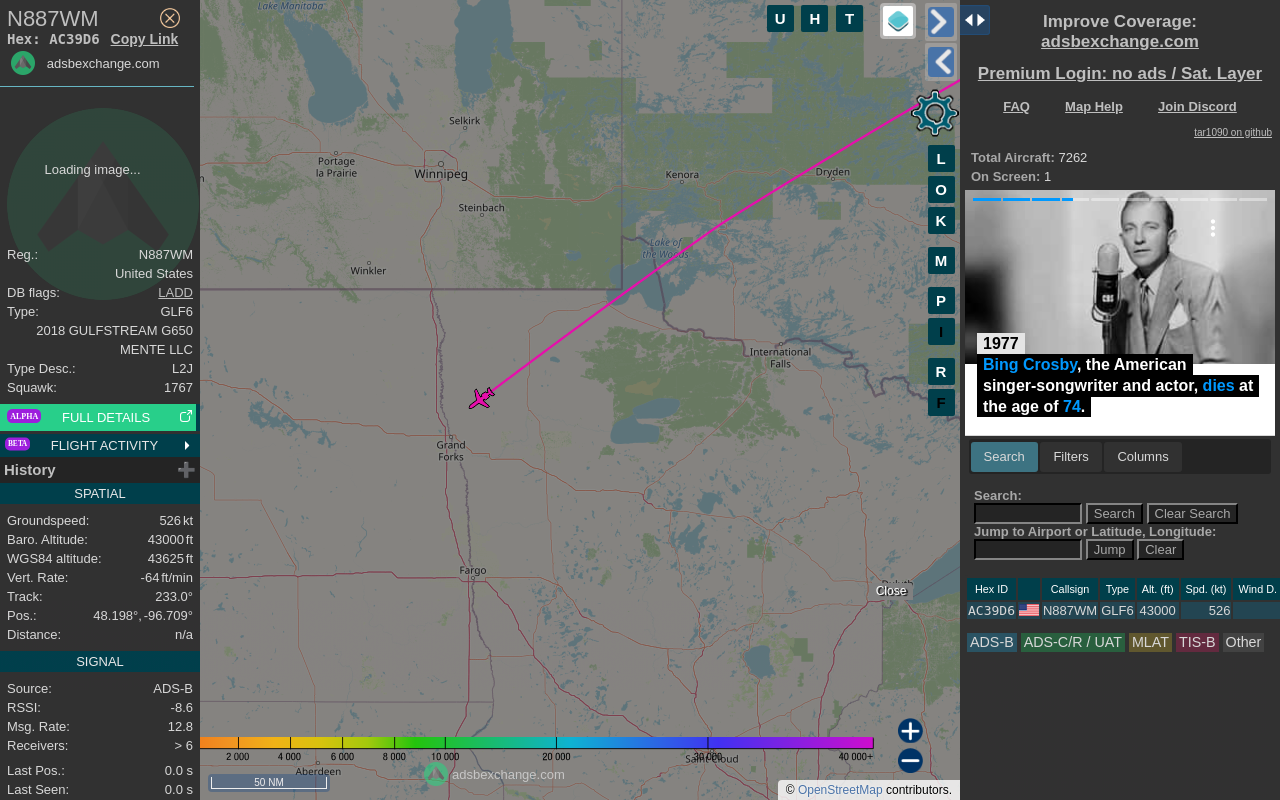 N887WM
Hex: AC39D6 Copy Link
adsbexchange.com
Loading image...
Reg.: N887WM
United States
DB flags: LADD
Type: GLF6
2018 GULFSTREAM G650
MENTE LLC
Type Desc.: L2J
Squawk: 1767
ALPHA FULL DETAILS
BETA FLIGHT ACTIVITY
History
SPATIAL
Groundspeed: 526 kt
Baro. Altitude: 43000 ft
WGS84 altitude: 43625 ft
Vert. Rate: -64 ft/min
Track: 233.0°
Pos.: 48.198°, -96.709°
Distance: n/a
SIGNAL
Source: ADS-B
RSSI: -8.6
Msg. Rate: 12.8
Receivers: > 6
Last Pos.: 0.0 s
Last Seen: 0.0 s
Lake Manitoba
Selkirk
Portage
la Prairie
Winnipeg
Kenora
Dryden
Steinbach
Lake of
the Woods
Winkler
International
Falls
Grand
Forks
Fargo
Duluth
Close
Saint Cloud
Aberdeen
2 000 4 000 6 000 8 000 10 000 20 000 30 000 40 000+
50 NM
adsbexchange.com
© OpenStreetMap contributors.
U H T
L
O
K
M
P
I
R
F
Improve Coverage:
adsbexchange.com
Premium Login: no ads / Sat. Layer
FAQ Map Help Join Discord
tar1090 on github
Total Aircraft: 7262
On Screen: 1
CBS
1977
Bing Crosby, the American
singer-songwriter and actor, dies at
the age of 74.
Search Filters Columns
Search:
Search Clear Search
Jump to Airport or Latitude, Longitude:
Jump Clear
Hex ID Callsign Type Alt. (ft) Spd. (kt) Wind D.
AC39D6 N887WM GLF6 43000 526
ADS-B ADS-C/R / UAT MLAT TIS-B Other